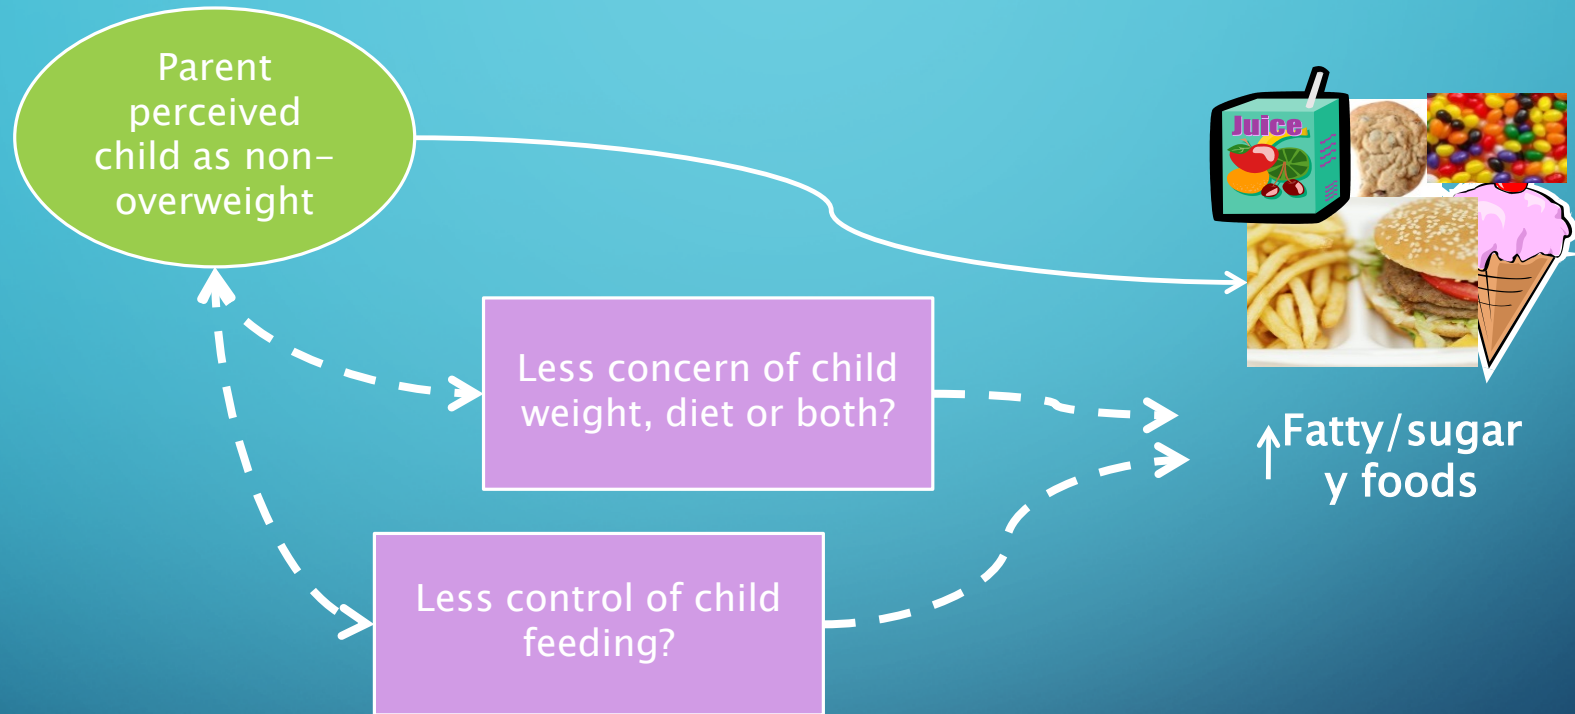 Parent
perceived
child as non-
overweight
Juice
Less concern of child
weight, diet or both?
Fatty/sugar
y foods
Less control of child
feeding?